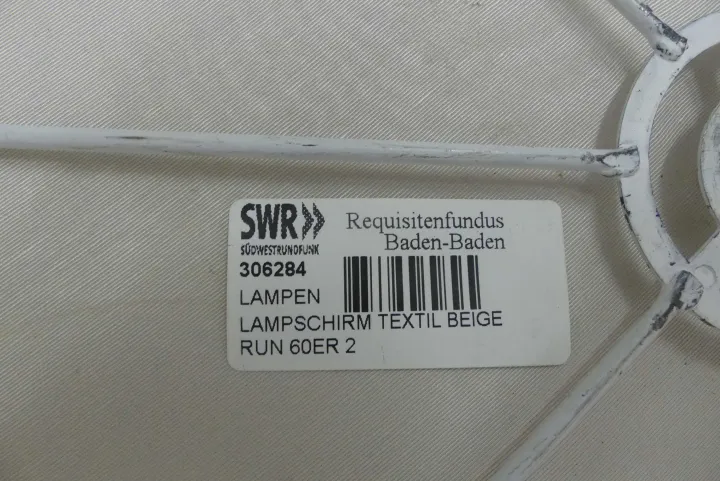 SWR
SÜDWESTRUNDFUNK
Requisitenfundus
Baden-Baden
306284
LAMPEN
LAMPSCHIRM TEXTIL BEIGE
RUN 60ER 2